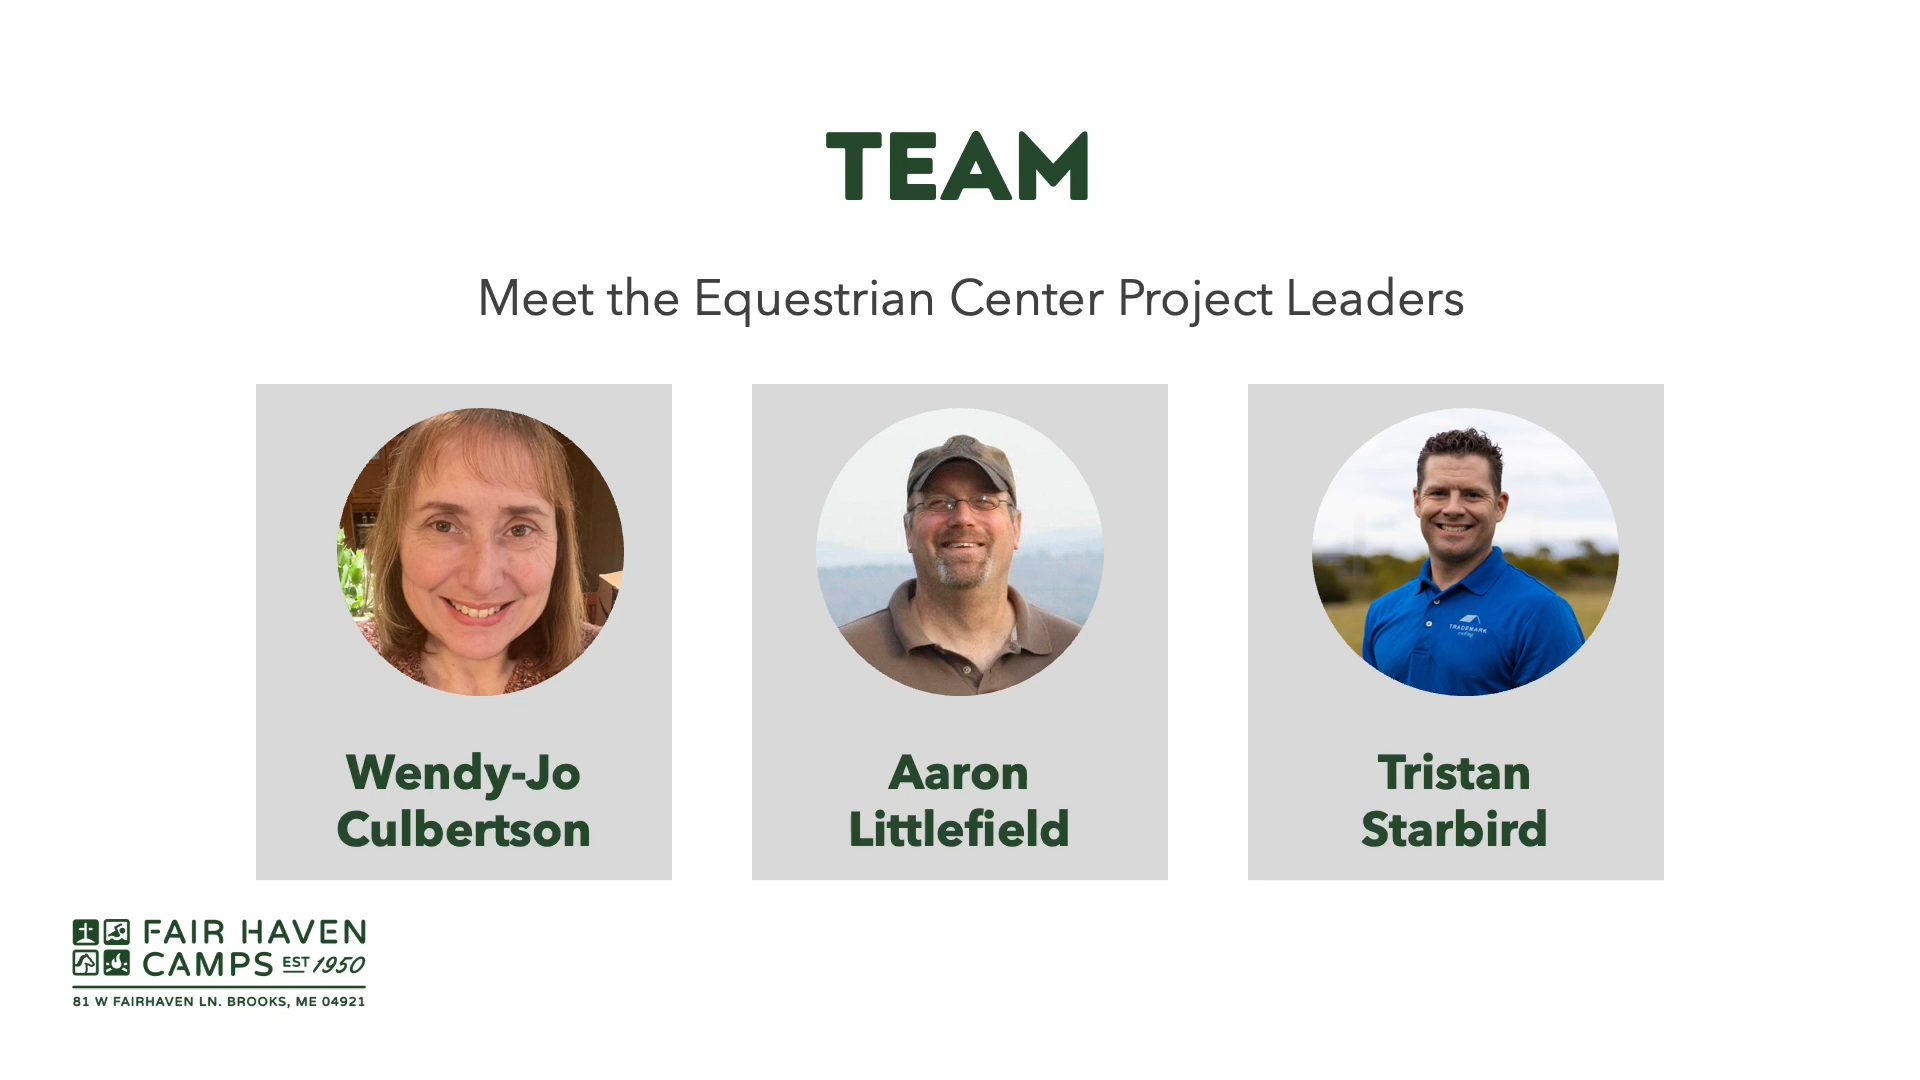 TEAM
Meet the Equestrian Center Project Leaders
TRADEMARK
Wendy-Jo
Culbertson
Aaron
Littlefield
Tristan
Starbird
FAIR HAVEN
CAMPS EST 1950
81 W FAIRHAVEN LN. BROOKS, ME 04921